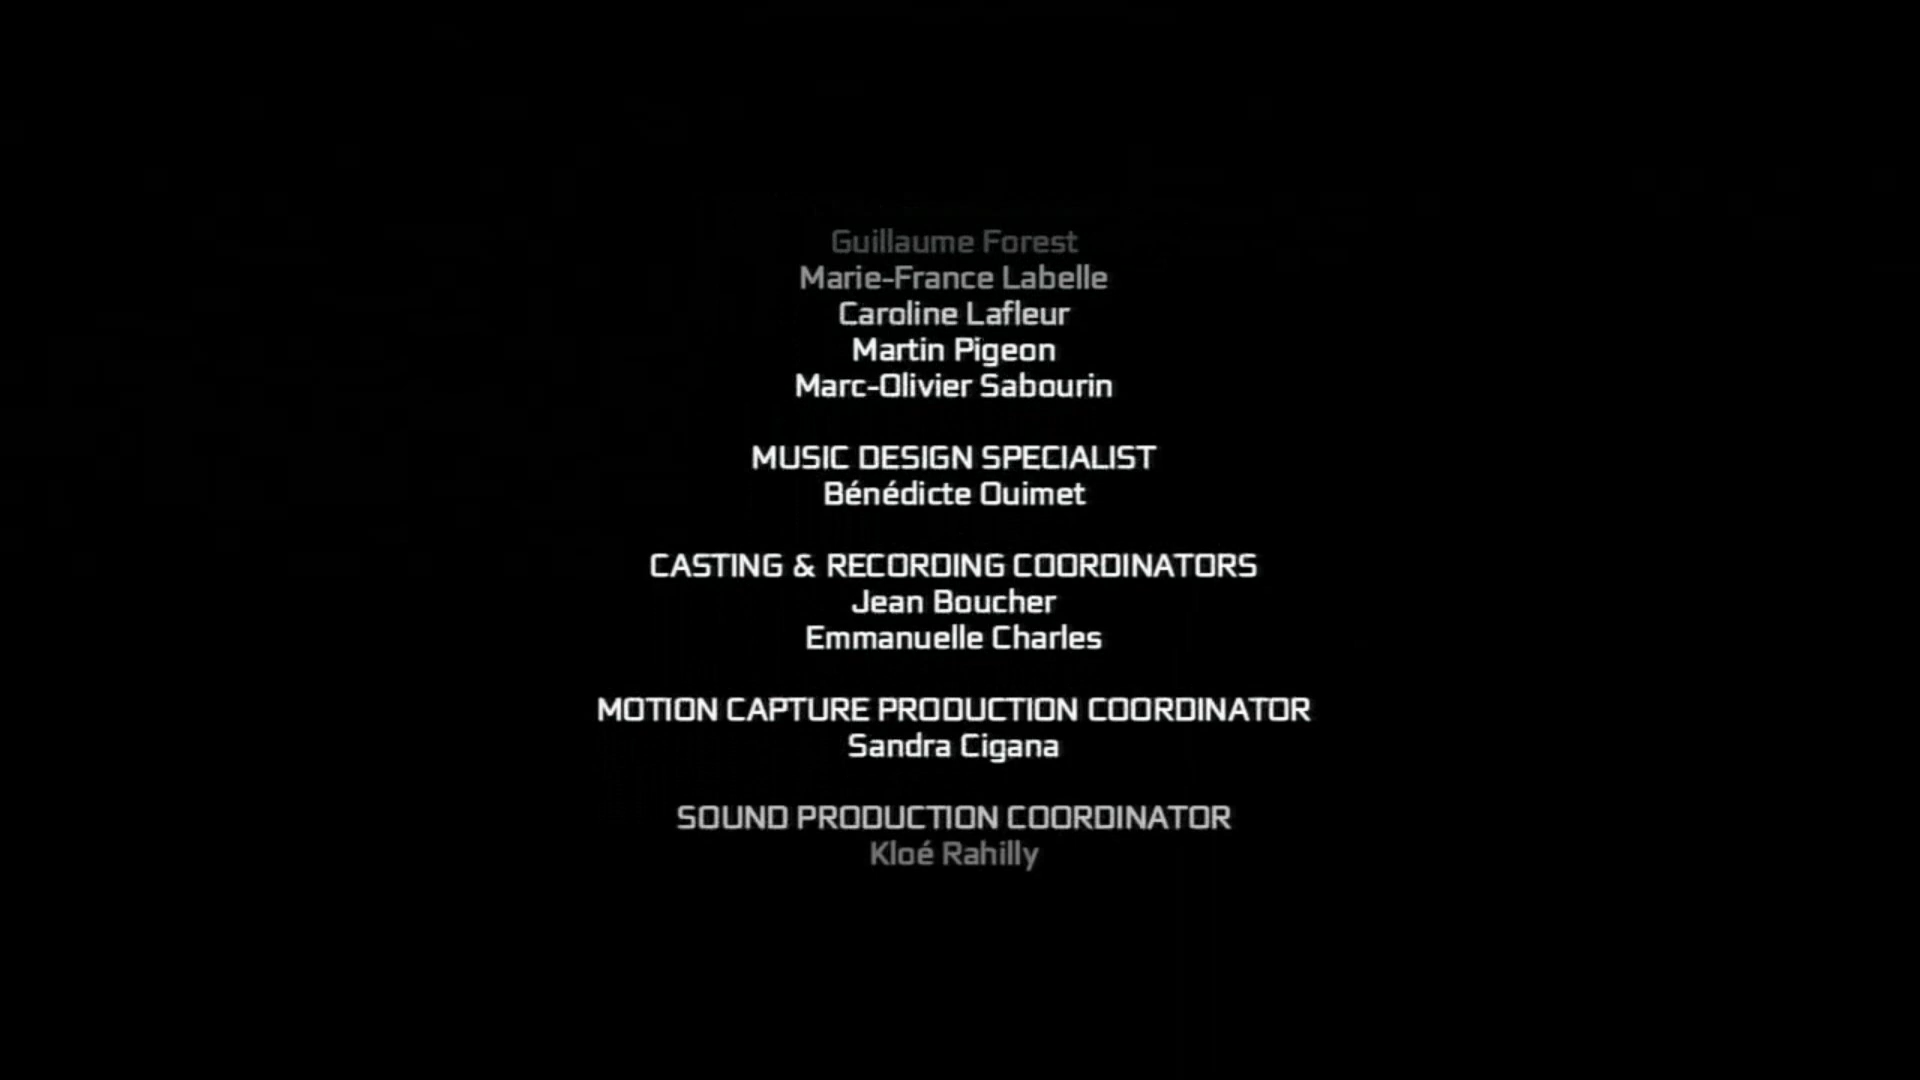 Guillaume Forest
Marie-France Labelle
Caroline Lafleur
Martin Pigeon
Marc-Olivier Sabourin
MUSIC DESIGN SPECIALIST
Bénédicte Ouimet
CASTING & RECORDING COORDINATORS
Jean Boucher
Emmanuelle Charles
MOTION CAPTURE PRODUCTION COORDINATOR
Sandra Cigana
SOUND PRODUCTION COORDINATOR
Kloé Rahilly